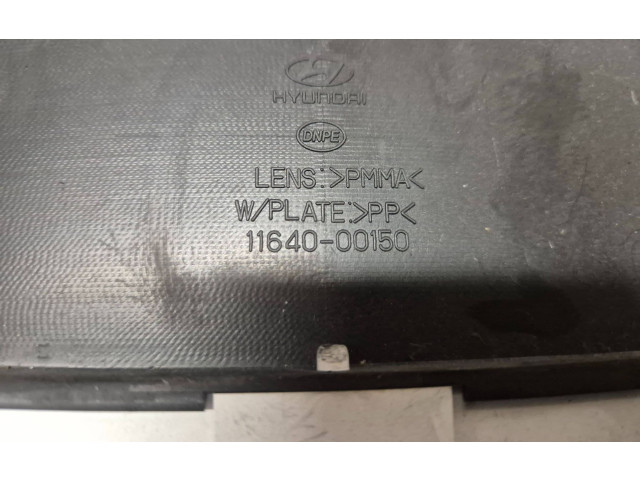 HYUNDAI
DNPE
LENS:>PMMA<
W/PLATE:>PP<
11640-00150